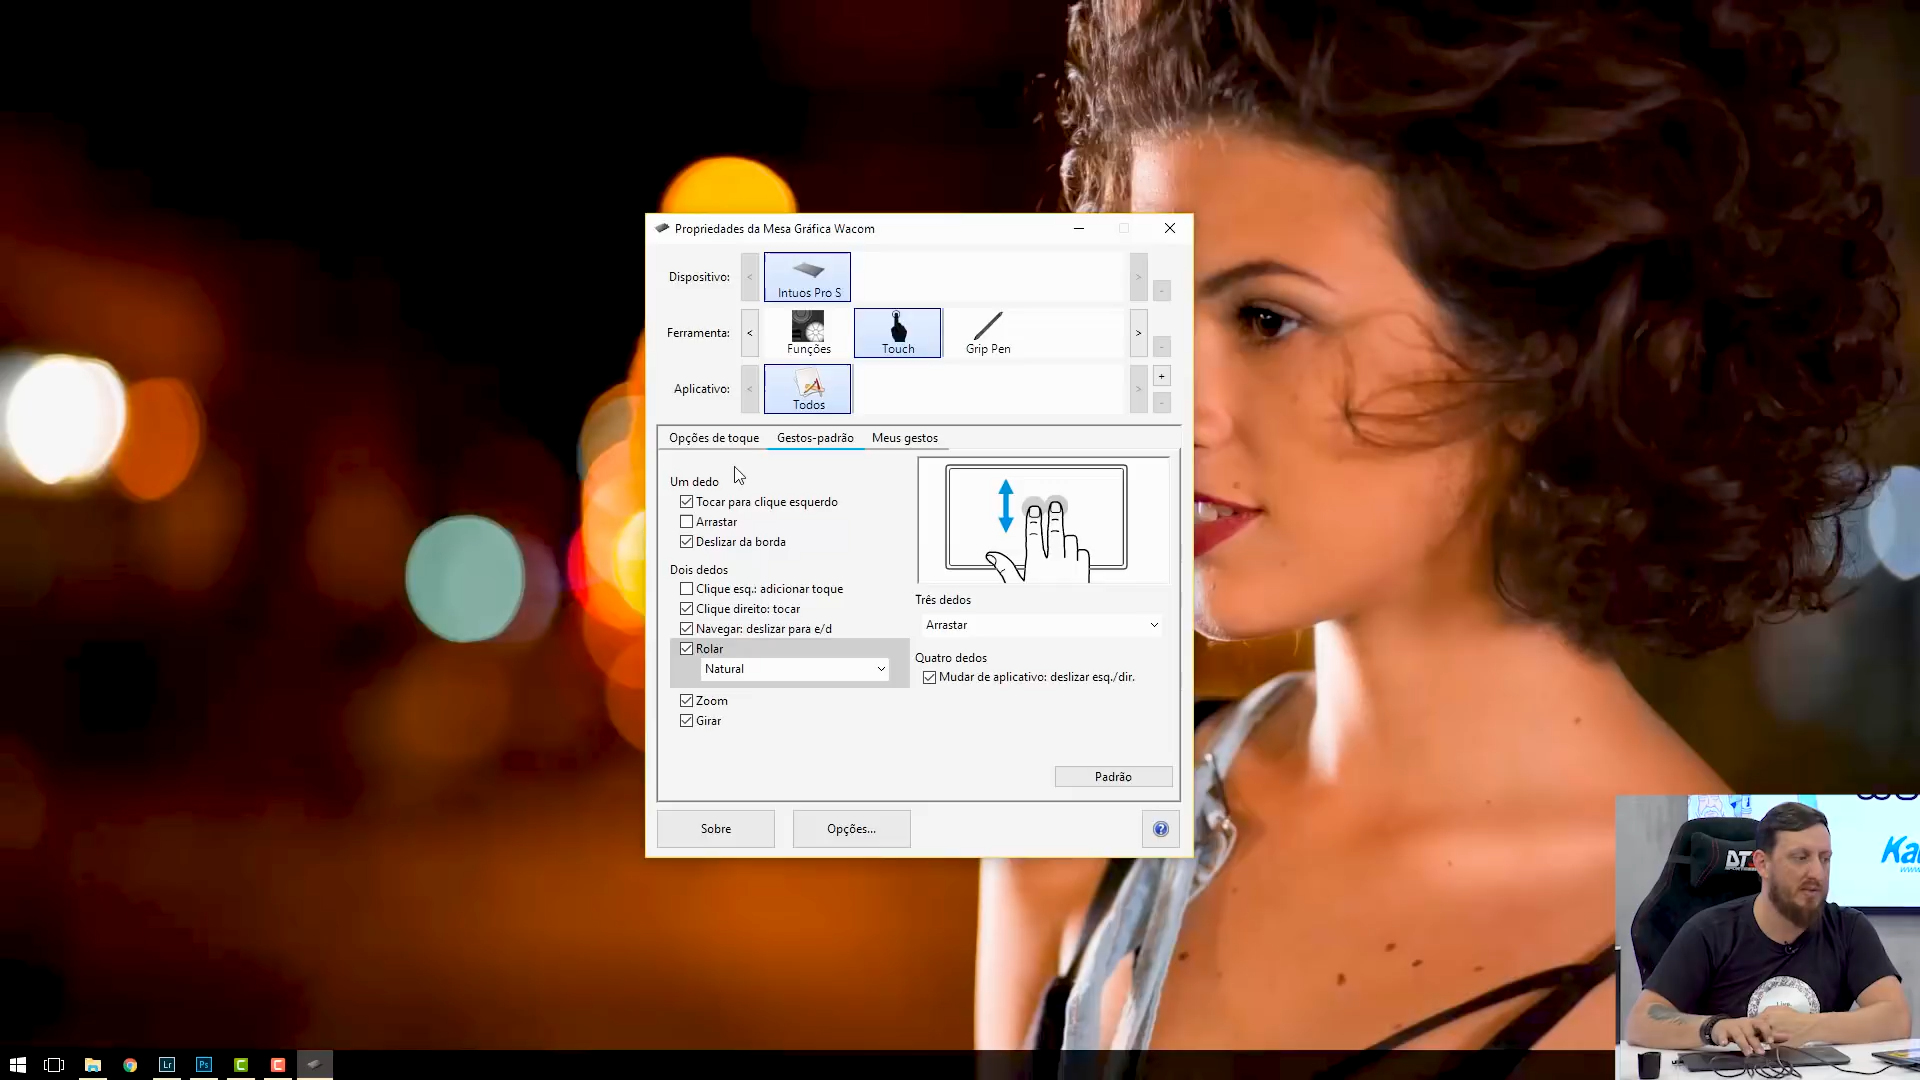 Propriedades da Mesa Gráfica Wacom
Dispositivo:
<
Intuos Pro S
>
-
Ferramenta:
<
Funções
Touch
Grip Pen
>
-
Aplicativo:
<
Todos
>
+
-
Opções de toque
Gestos-padrão
Meus gestos
Um dedo
Tocar para clique esquerdo
Arrastar
Deslizar da borda
Dois dedos
Clique esq.: adicionar toque
Clique direito: tocar
Navegar: deslizar para e/d
Rolar
Natural
Zoom
Girar
Três dedos
Arrastar
Quatro dedos
Mudar de aplicativo: deslizar esq./dir.
Padrão
Sobre
Opções...
?
Lr
Ps
C
C
Live